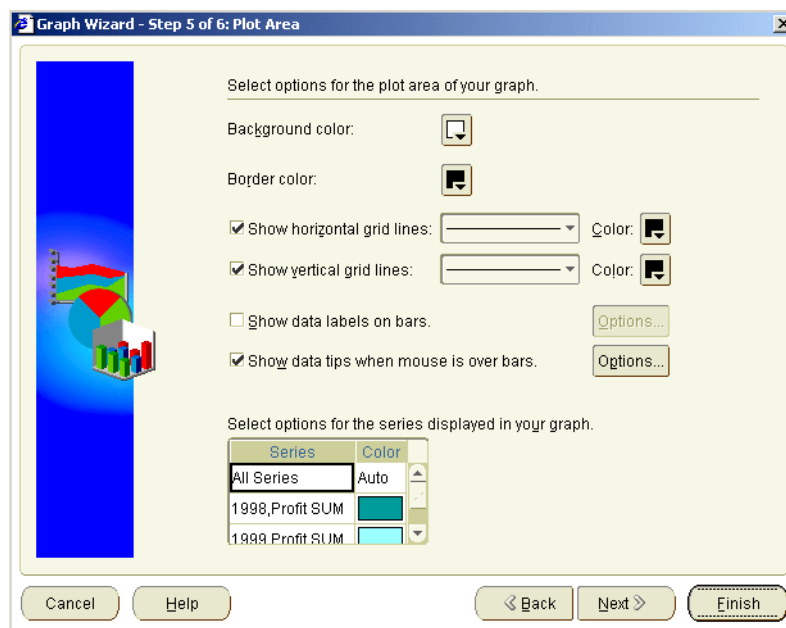 Graph Wizard - Step 5 of 6: Plot Area
Select options for the plot area of your graph.
Background color:
Border color:
Show horizontal grid lines: Color:
Show vertical grid lines: Color:
Show data labels on bars. Options...
Show data tips when mouse is over bars. Options...
Select options for the series displayed in your graph.
Series Color
All Series Auto
1998,Profit SUM
1999,Profit SUM
Cancel Help Back Next Finish